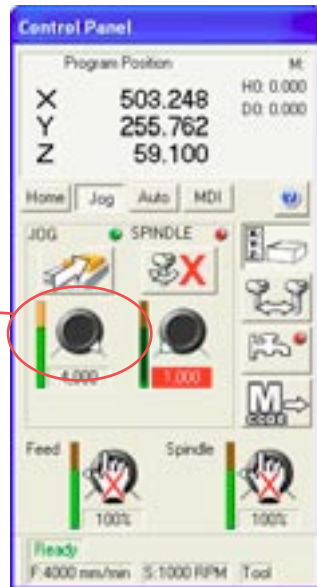 Control Panel
Program Position M:
X 503.248 H0: 0.000
Y 255.762 D0: 0.000
Z 59.100
Home Jog Auto MDI
JOG SPINDLE
4,000 1,000
M
CODE
Feed Spindle
100% 100%
Ready
F:4000 mm/min S:1000 RPM Tool